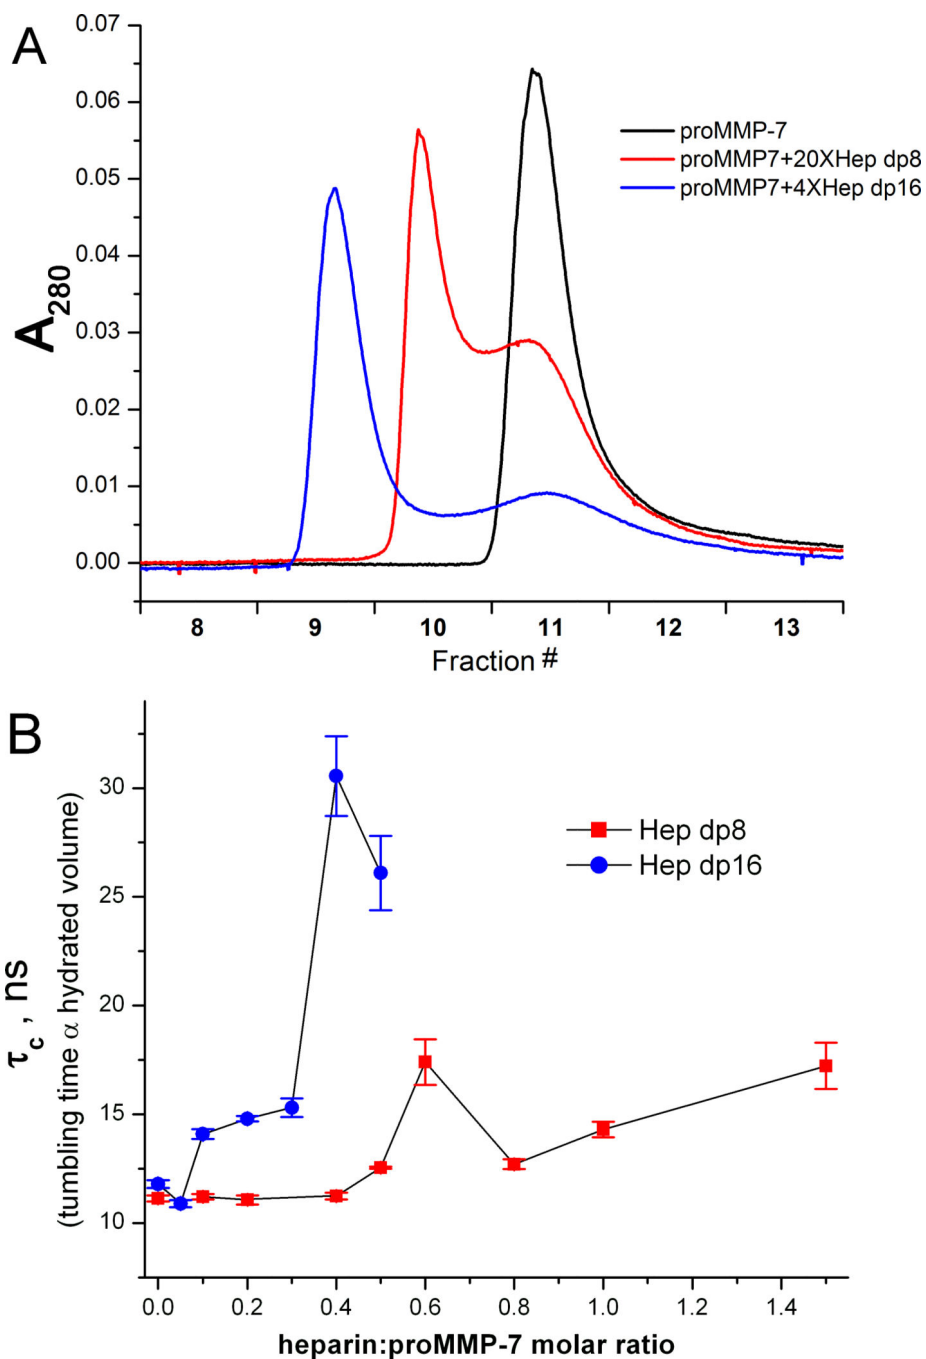 A
0.07
0.06
0.05
0.04
0.03
0.02
0.01
0.00
A280
proMMP-7
proMMP7+20XHep dp8
proMMP7+4XHep dp16
8 9 10 11 12 13
Fraction #
B
30
25
20
15
10
τc , ns
(tumbling time α hydrated volume)
Hep dp8
Hep dp16
0.0 0.2 0.4 0.6 0.8 1.0 1.2 1.4
heparin:proMMP-7 molar ratio